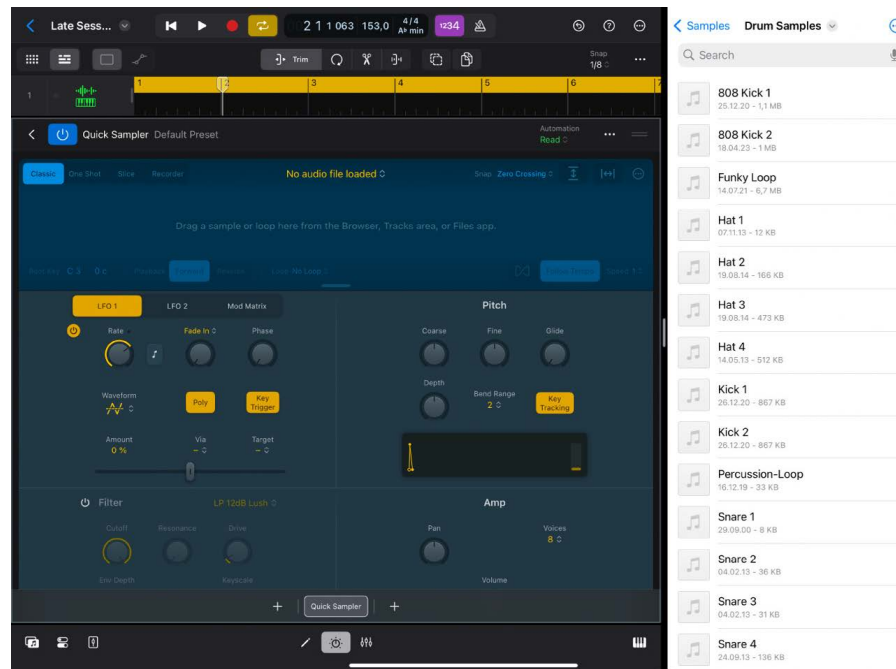 Late Sess...
2 1 1 063 153,0 4/4 A♭ min 1234
Trim
Snap
1/8
1
1 2 3 4 5 6 7
Quick Sampler Default Preset
Automation
Read
Classic One Shot Slice Recorder
No audio file loaded
Snap Zero Crossing
Drag a sample or loop here from the Browser, Tracks area, or Files app.
C 3 0 c
Forward
No Loop
LFO 1 LFO 2 Mod Matrix
Rate Fade In Phase
Waveform
Poly
Key Trigger
Amount Via Target
0 % – –
Pitch
Coarse Fine Glide
Depth
Bend Range
2
Key Tracking
Filter
LP 12dB Lush
Cutoff Resonance Drive
Env Depth Keyscale
Amp
Pan Voices
8
Volume
Quick Sampler
Samples Drum Samples
Search
808 Kick 1
25.12.20 - 1,1 MB
808 Kick 2
18.04.23 - 1 MB
Funky Loop
14.07.21 - 6,7 MB
Hat 1
07.11.13 - 12 KB
Hat 2
19.08.14 - 166 KB
Hat 3
19.08.14 - 473 KB
Hat 4
14.05.13 - 512 KB
Kick 1
26.12.20 - 867 KB
Kick 2
26.12.20 - 867 KB
Percussion-Loop
16.12.19 - 33 KB
Snare 1
29.09.00 - 8 KB
Snare 2
04.02.13 - 36 KB
Snare 3
04.02.13 - 31 KB
Snare 4
24.09.13 - 136 KB